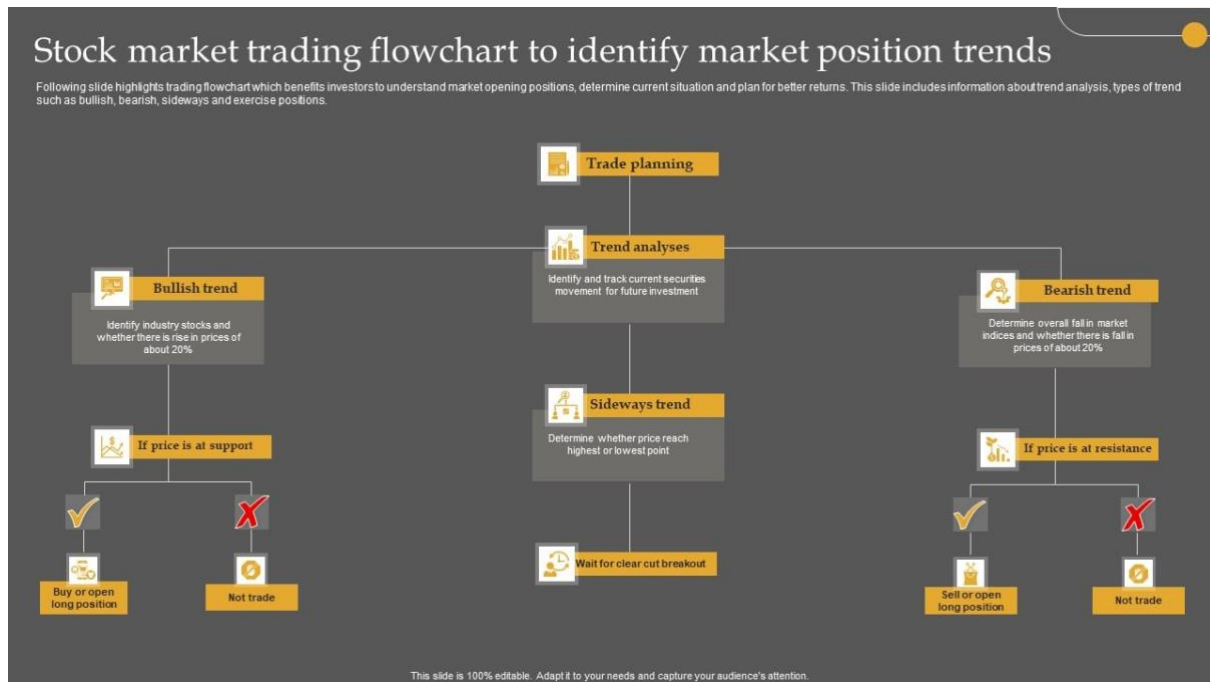 Stock market trading flowchart to identify market position trends
Following slide highlights trading flowchart which benefits investors to understand market opening positions, determine current situation and plan for better returns. This slide includes information about trend analysis, types of trend
such as bullish, bearish, sideways and exercise positions.
Trade planning
Trend analyses
Identify and track current securities
movement for future investment
Bullish trend
Identify industry stocks and
whether there is rise in prices of
about 20%
Bearish trend
Determine overall fall in market
indices and whether there is fall in
prices of about 20%
Sideways trend
Determine whether price reach
highest or lowest point
If price is at support
If price is at resistance
Wait for clear cut breakout
Buy or open
long position
Not trade
Sell or open
long position
Not trade
This slide is 100% editable. Adapt it to your needs and capture your audience's attention.